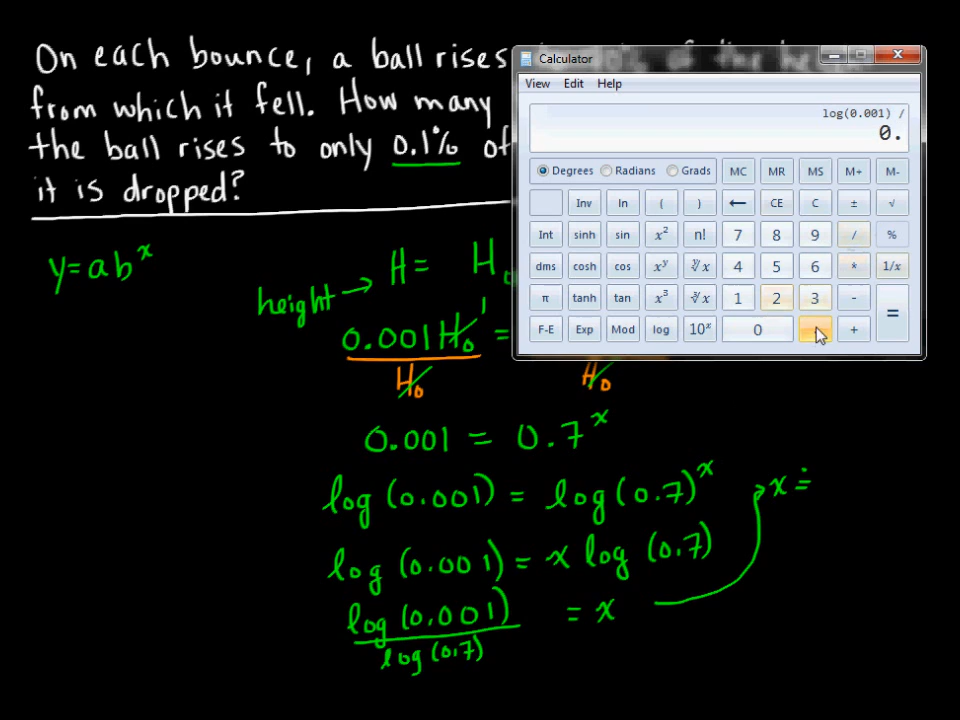 On each bounce, a ball rises
from which it fell. How many
the ball rises to only 0.1% of
it is dropped?
Calculator
View Edit Help
log(0.001) /
0.
Degrees Radians Grads MC MR MS M+ M-
Inv ln ( ) ← CE C ± √
Int sinh sin x² n! 7 8 9 / %
dms cosh cos xʸ ʸ√x 4 5 6 * 1/x
π tanh tan x³ ³√x 1 2 3 - =
F-E Exp Mod log 10ˣ 0 +
y=abˣ
height → H = H₀
0.001H₀ =
H₀ H₀
0.001 = 0.7ˣ
log(0.001) = log(0.7)ˣ
x ≐
log(0.001) = x log(0.7)
log(0.001) = x
log(0.7)